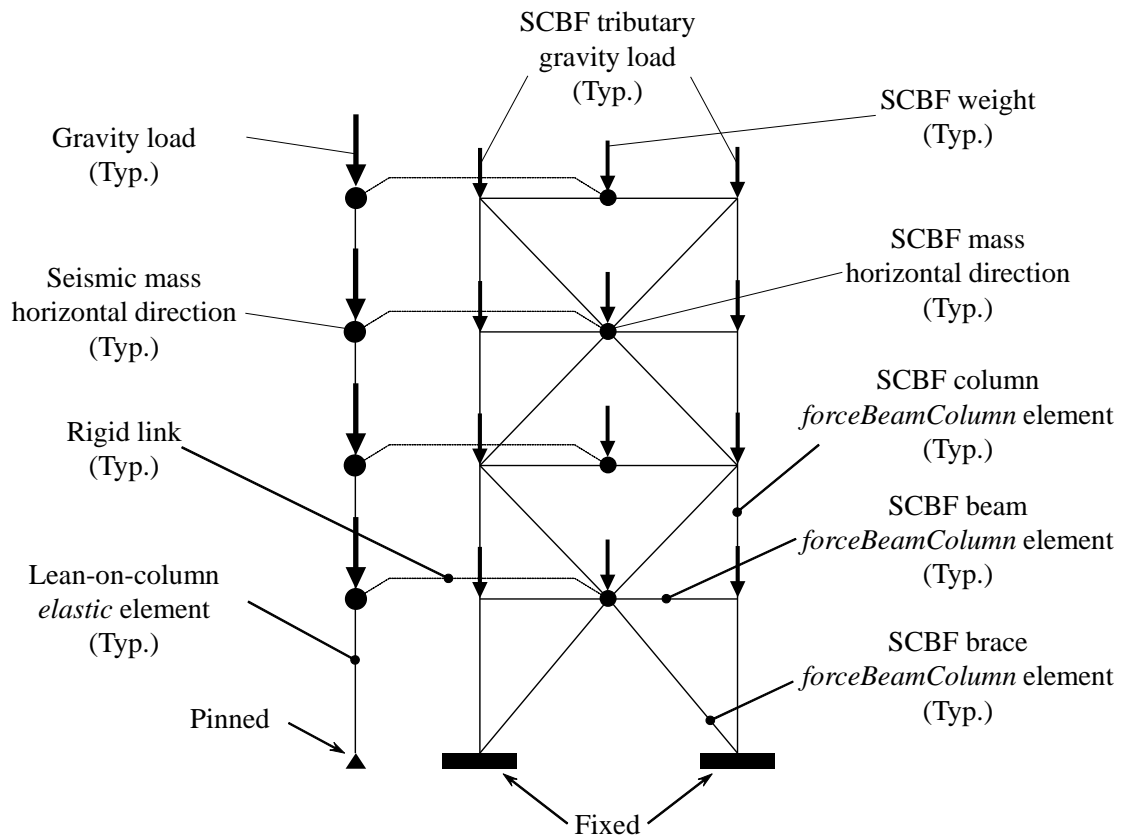 SCBF tributary
gravity load
(Typ.)
SCBF weight
(Typ.)
Gravity load
(Typ.)
SCBF mass
horizontal direction
(Typ.)
Seismic mass
horizontal direction
(Typ.)
SCBF column
forceBeamColumn element
(Typ.)
Rigid link
(Typ.)
SCBF beam
forceBeamColumn element
(Typ.)
Lean-on-column
elastic element
(Typ.)
SCBF brace
forceBeamColumn element
(Typ.)
Pinned
Fixed